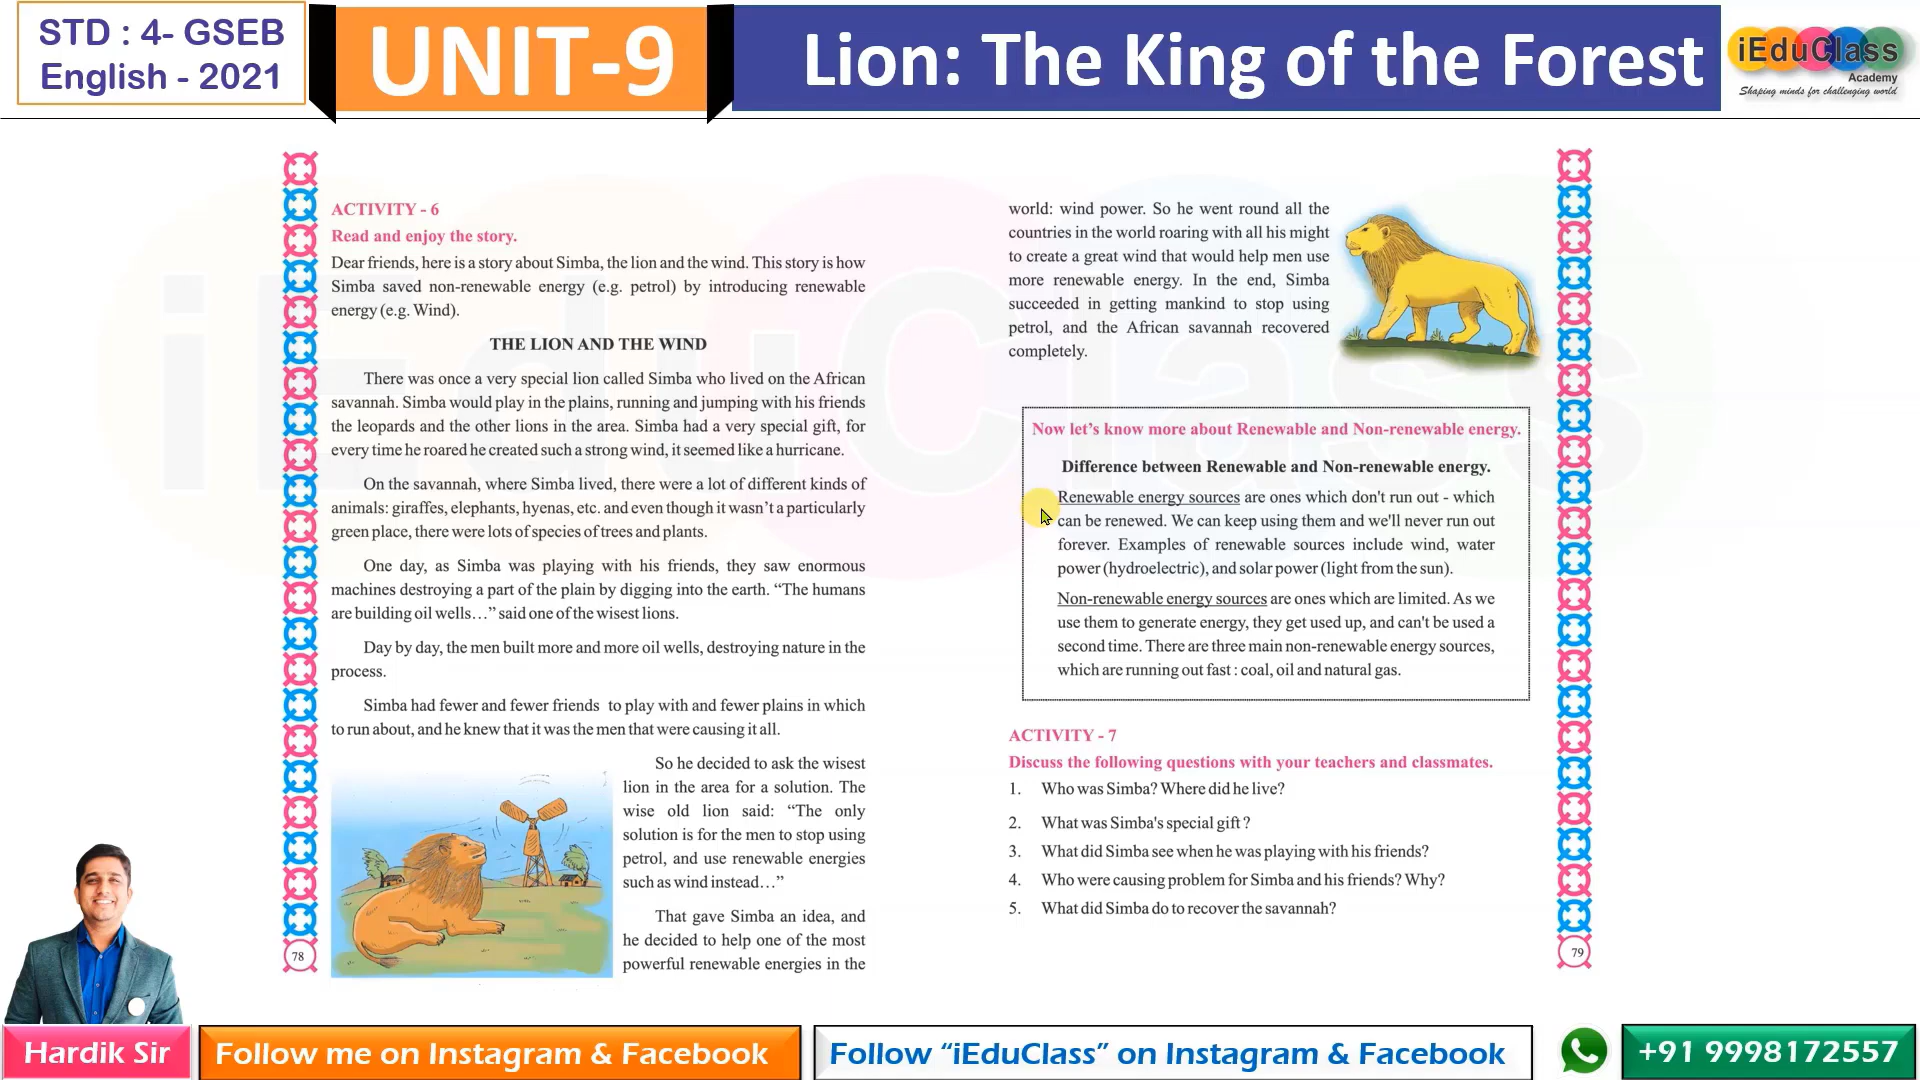 STD : 4- GSEB
English - 2021
UNIT-9
Lion: The King of the Forest
iEduClass
Academy
Shaping minds for challenging world
ACTIVITY - 6
Read and enjoy the story.
Dear friends, here is a story about Simba, the lion and the wind. This story is how
Simba saved non-renewable energy (e.g. petrol) by introducing renewable
energy (e.g. Wind).
THE LION AND THE WIND
There was once a very special lion called Simba who lived on the African
savannah. Simba would play in the plains, running and jumping with his friends
the leopards and the other lions in the area. Simba had a very special gift, for
every time he roared he created such a strong wind, it seemed like a hurricane.
On the savannah, where Simba lived, there were a lot of different kinds of
animals: giraffes, elephants, hyenas, etc. and even though it wasn't a particularly
green place, there were lots of species of trees and plants.
One day, as Simba was playing with his friends, they saw enormous
machines destroying a part of the plain by digging into the earth. “The humans
are building oil wells…” said one of the wisest lions.
Day by day, the men built more and more oil wells, destroying nature in the
process.
Simba had fewer and fewer friends to play with and fewer plains in which
to run about, and he knew that it was the men that were causing it all.
So he decided to ask the wisest
lion in the area for a solution. The
wise old lion said: “The only
solution is for the men to stop using
petrol, and use renewable energies
such as wind instead…”
That gave Simba an idea, and
he decided to help one of the most
powerful renewable energies in the
78
world: wind power. So he went round all the
countries in the world roaring with all his might
to create a great wind that would help men use
more renewable energy. In the end, Simba
succeeded in getting mankind to stop using
petrol, and the African savannah recovered
completely.
Now let’s know more about Renewable and Non-renewable energy.
Difference between Renewable and Non-renewable energy.
Renewable energy sources are ones which don't run out - which
can be renewed. We can keep using them and we'll never run out
forever. Examples of renewable sources include wind, water
power (hydroelectric), and solar power (light from the sun).
Non-renewable energy sources are ones which are limited. As we
use them to generate energy, they get used up, and can't be used a
second time. There are three main non-renewable energy sources,
which are running out fast : coal, oil and natural gas.
ACTIVITY - 7
Discuss the following questions with your teachers and classmates.
1. Who was Simba? Where did he live?
2. What was Simba's special gift ?
3. What did Simba see when he was playing with his friends?
4. Who were causing problem for Simba and his friends? Why?
5. What did Simba do to recover the savannah?
79
iEduClass
Hardik Sir
Follow me on Instagram & Facebook
Follow “iEduClass” on Instagram & Facebook
+91 9998172557